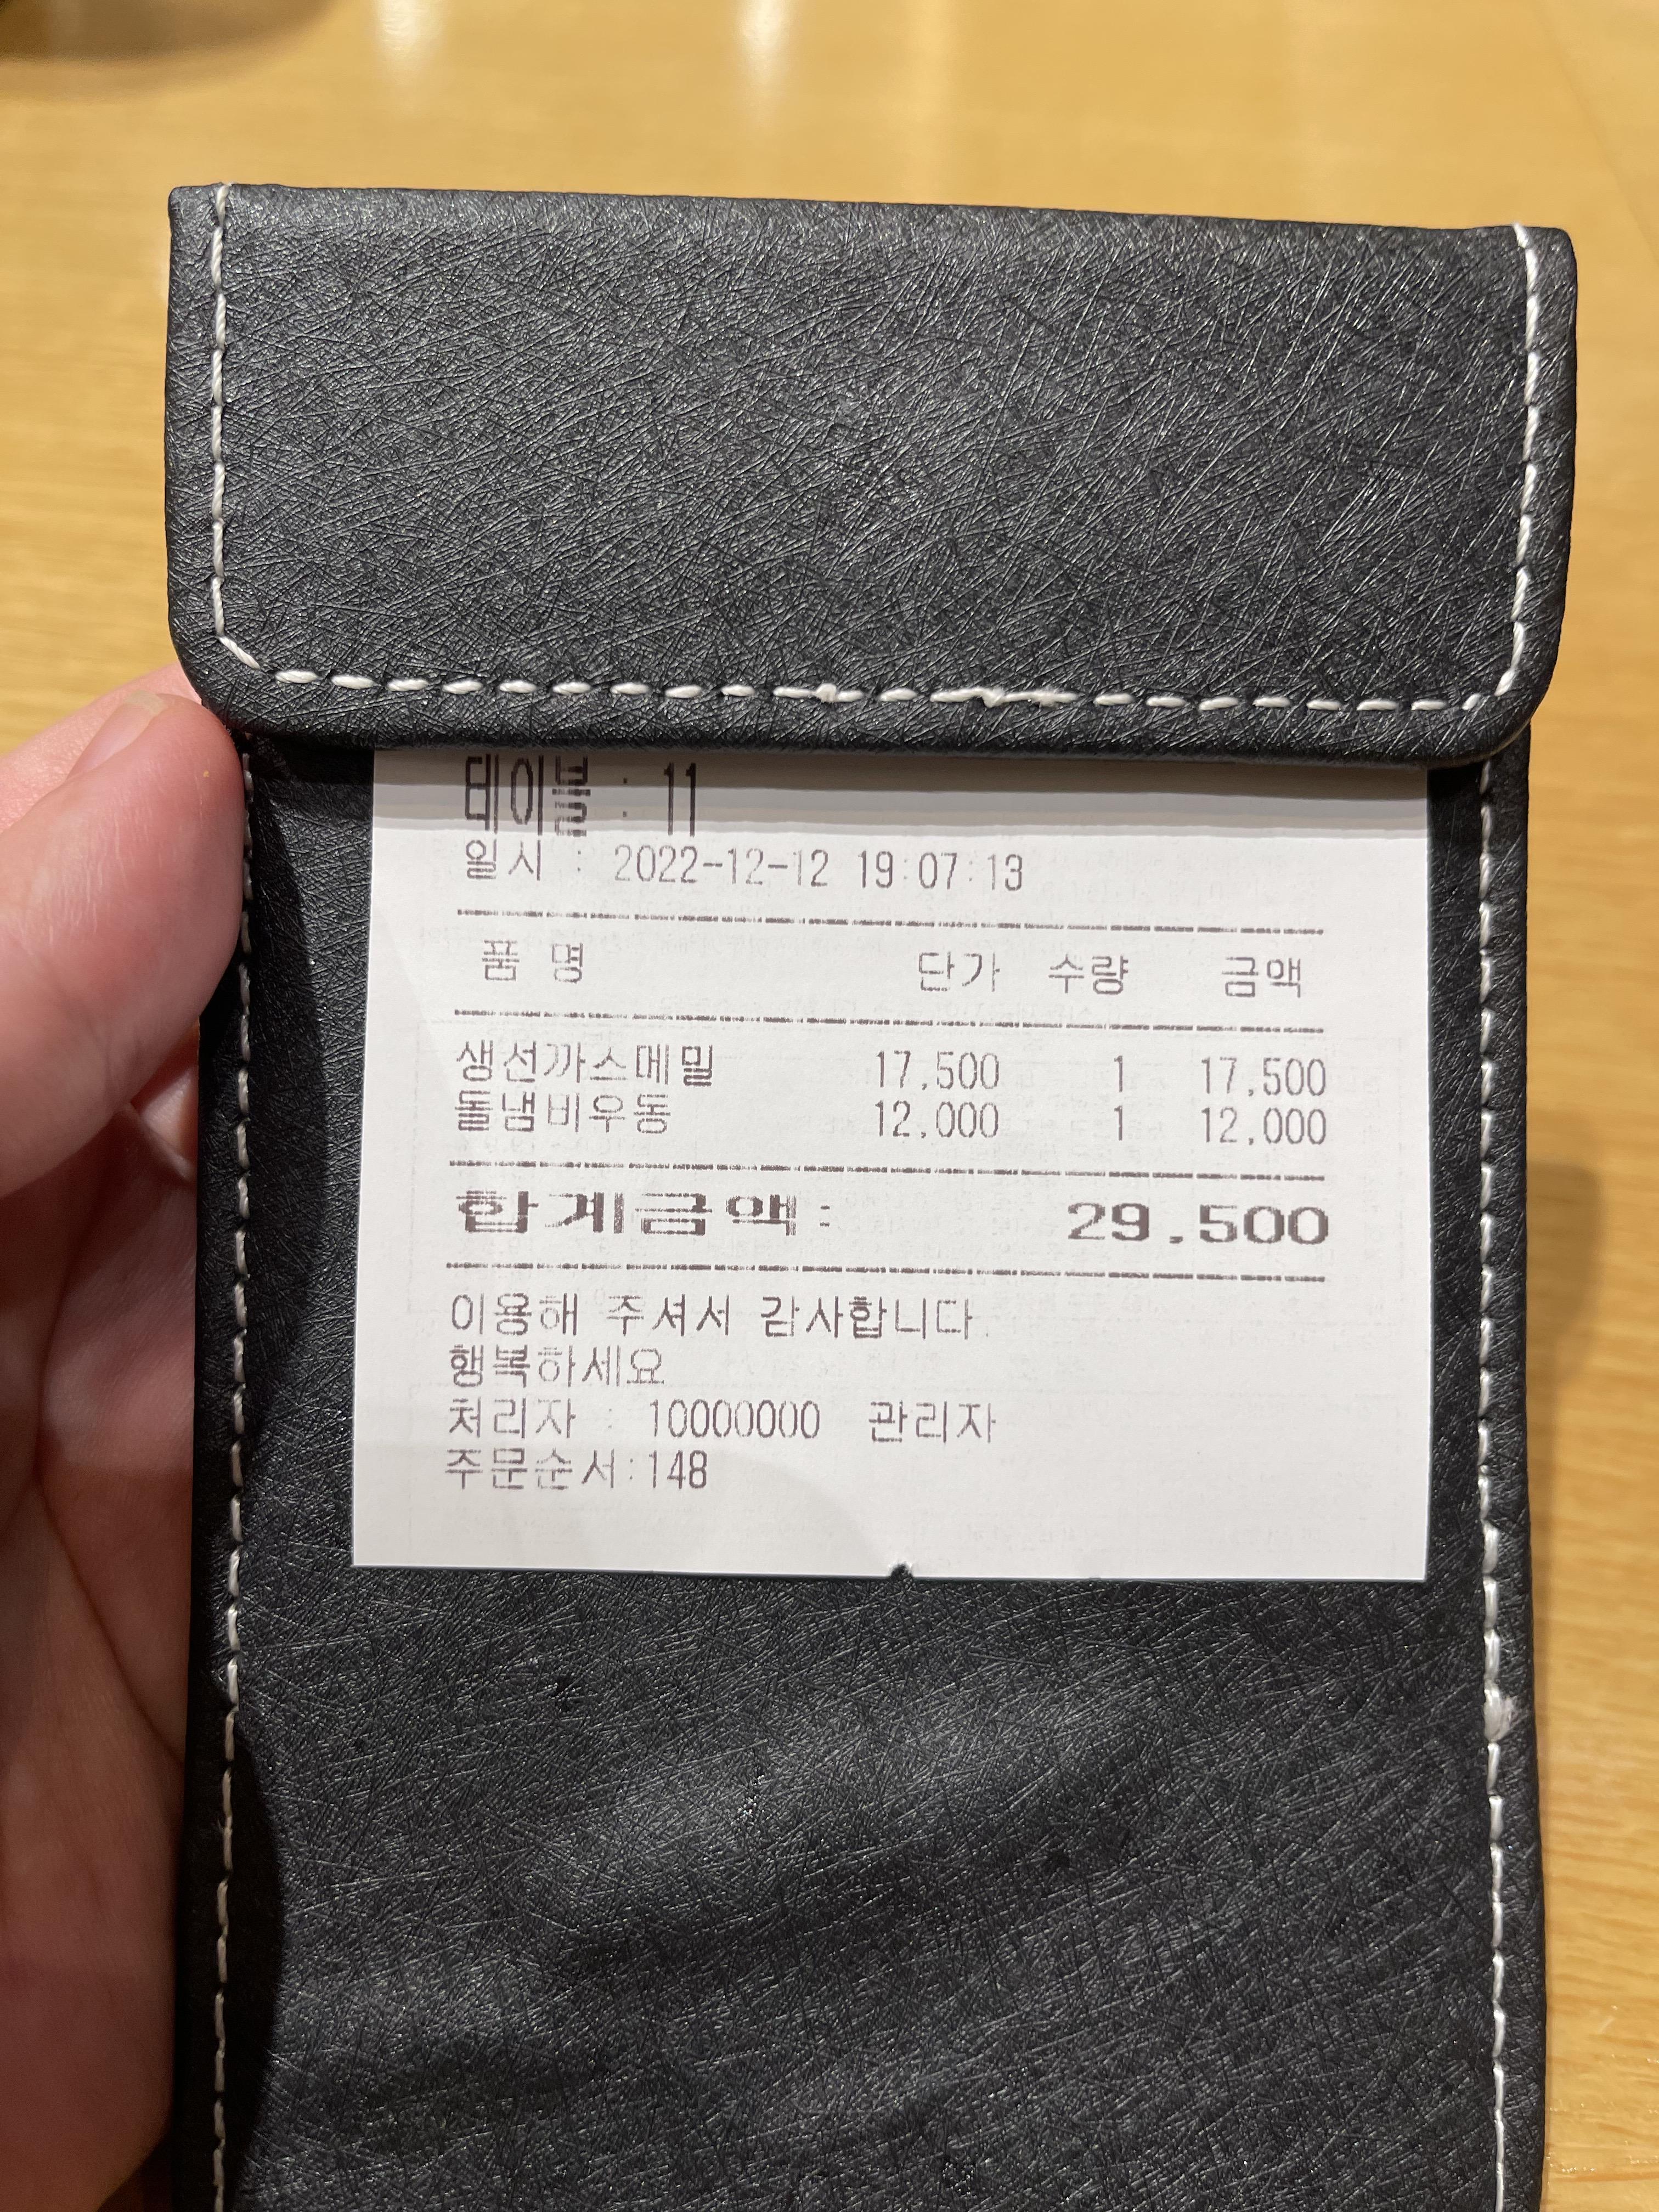 테이블 : 11
일시 : 2022-12-12 19:07:13
품 명 단가 수량 금액
생선까스메밀 17,500 1 17,500
돌냄비우동 12,000 1 12,000
합계금액: 29,500
이용해 주셔서 감사합니다.
행복하세요
처리자 : 10000000 관리자
주문순서:148